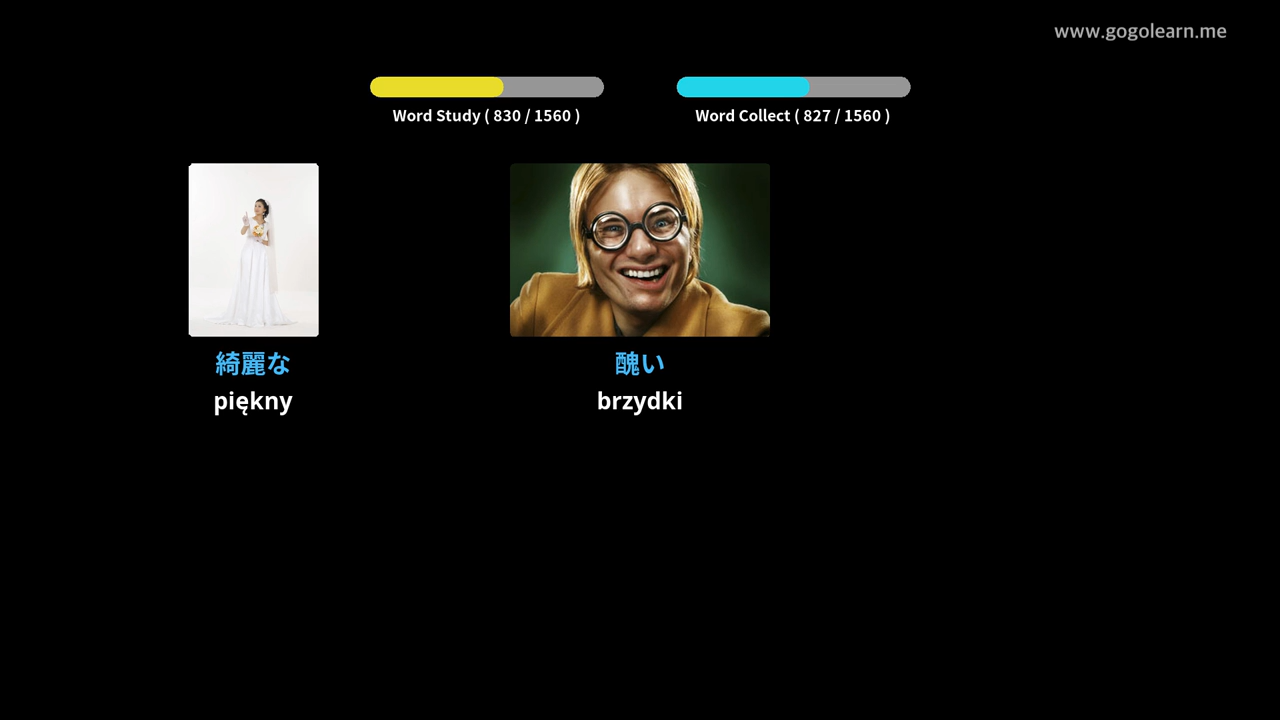 www.gogolearn.me
Word Study ( 830 / 1560 )
Word Collect ( 827 / 1560 )
綺麗な
piękny
醜い
brzydki